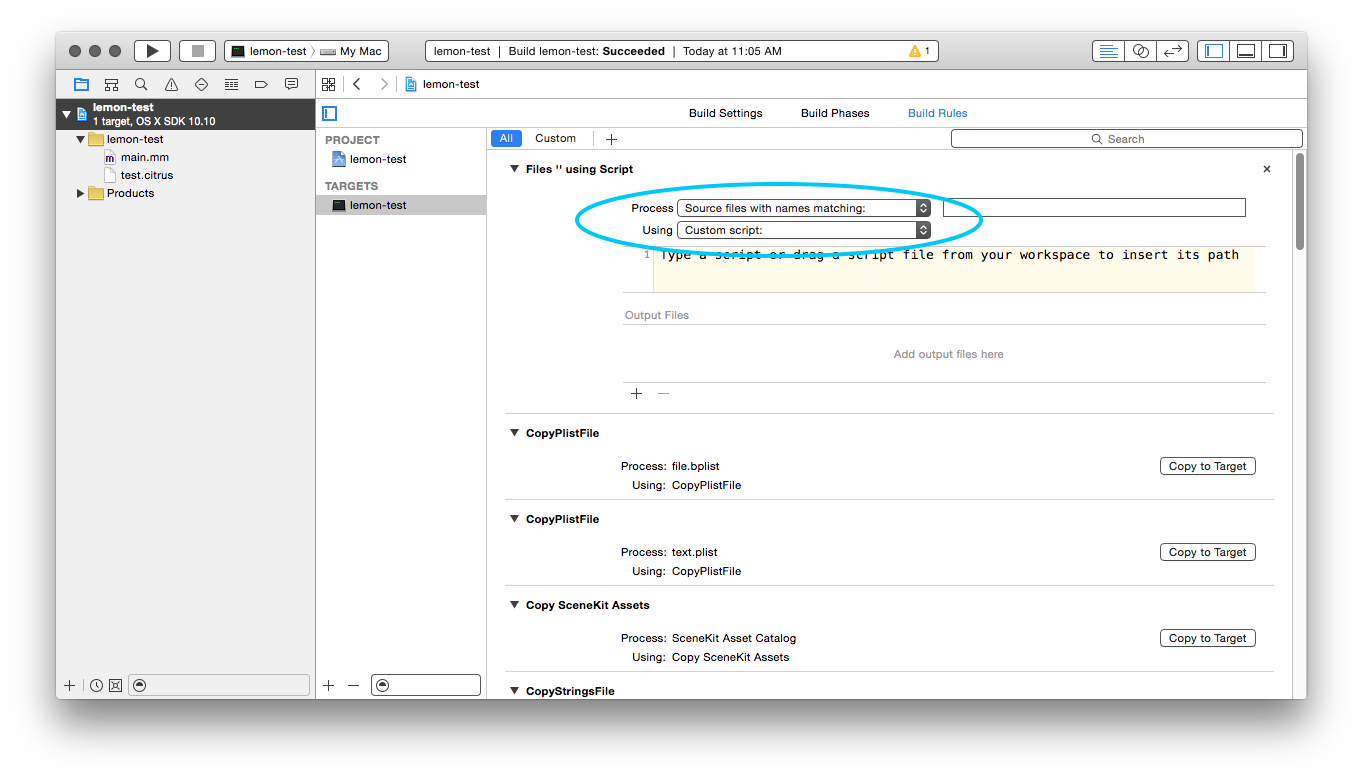 lemon-test 〉 My Mac
lemon-test | Build lemon-test: Succeeded | Today at 11:05 AM
1
lemon-test
1 target, OS X SDK 10.10
lemon-test
main.mm
test.citrus
Products
lemon-test
Build Settings Build Phases Build Rules
PROJECT
lemon-test
TARGETS
lemon-test
All Custom
Search
Files '' using Script
Process Source files with names matching:
Using Custom script:
1 Type a script or drag a script file from your workspace to insert its path
Output Files
Add output files here
CopyPlistFile
Process: file.bplist
Copy to Target
Using: CopyPlistFile
CopyPlistFile
Process: text.plist
Copy to Target
Using: CopyPlistFile
Copy SceneKit Assets
Process: SceneKit Asset Catalog
Copy to Target
Using: Copy SceneKit Assets
CopyStringsFile